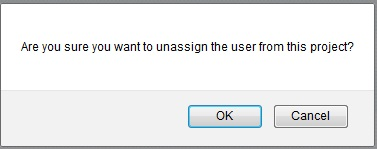 Are you sure you want to unassign the user from this project?
OK Cancel